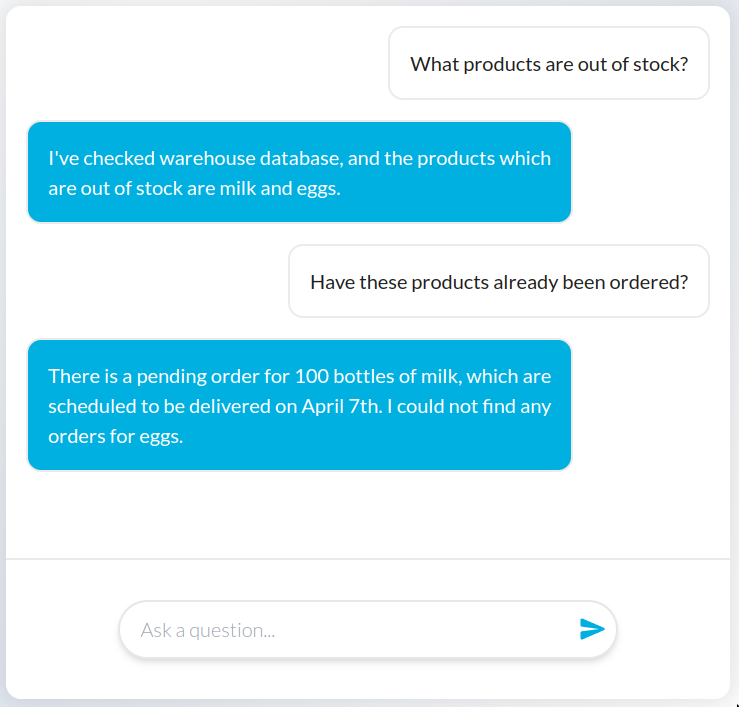 What products are out of stock?
I've checked warehouse database, and the products which
are out of stock are milk and eggs.
Have these products already been ordered?
There is a pending order for 100 bottles of milk, which are
scheduled to be delivered on April 7th. I could not find any
orders for eggs.
Ask a question...